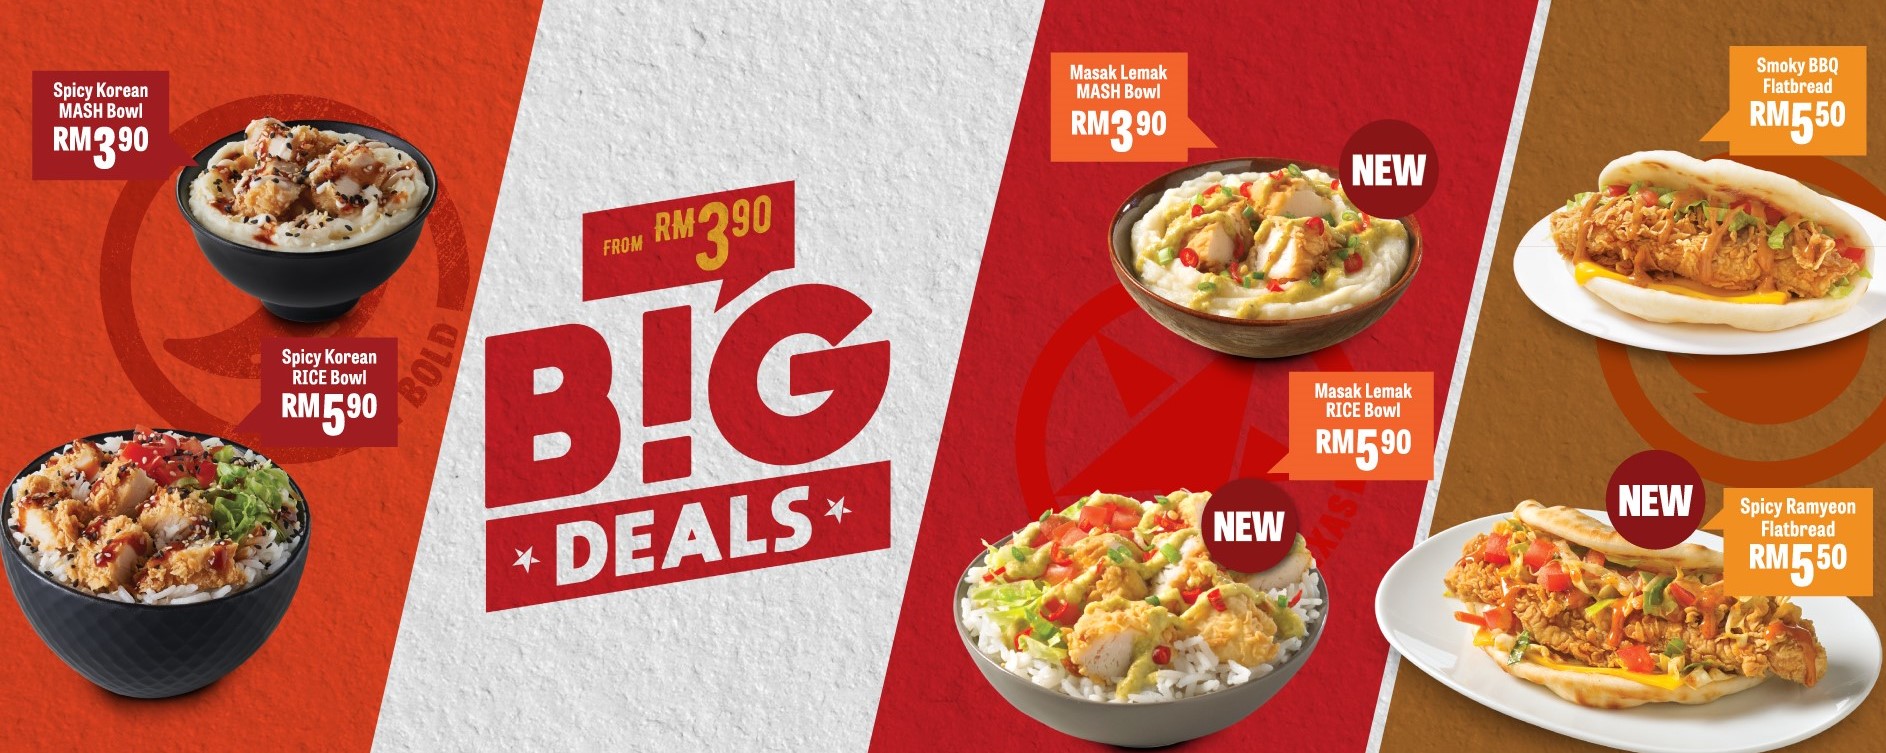 Spicy Korean
MASH Bowl
RM3.90
Spicy Korean
RICE Bowl
RM5.90
BOLD
FROM RM3.90
B!G
DEALS
Masak Lemak
MASH Bowl
RM3.90
NEW
Masak Lemak
RICE Bowl
RM5.90
NEW
Smoky BBQ
Flatbread
RM5.50
NEW
Spicy Ramyeon
Flatbread
RM5.50